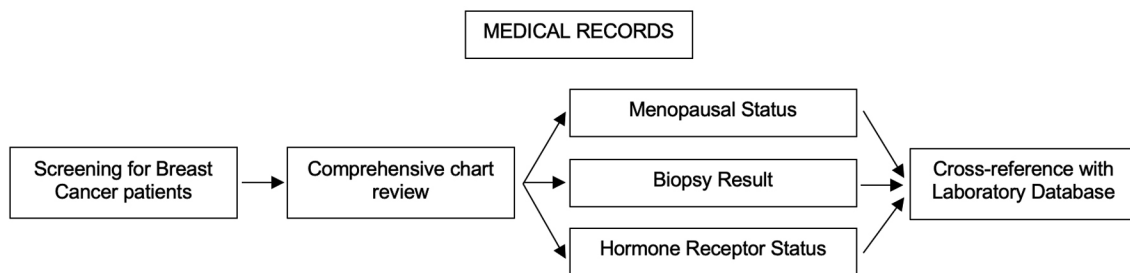 MEDICAL RECORDS
Screening for Breast
Cancer patients
Comprehensive chart
review
Menopausal Status
Biopsy Result
Hormone Receptor Status
Cross-reference with
Laboratory Database